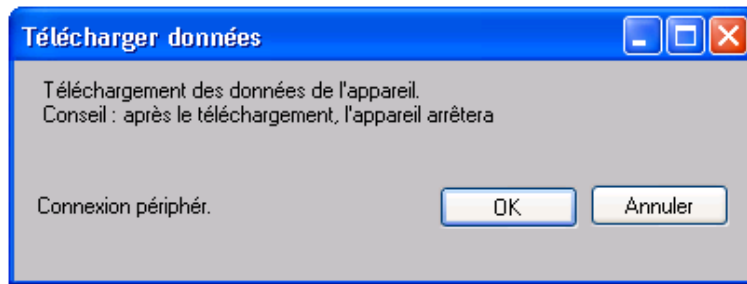 Télécharger données
Téléchargement des données de l'appareil.
Conseil : après le téléchargement, l'appareil arrêtera
Connexion périphér.
OK
Annuler